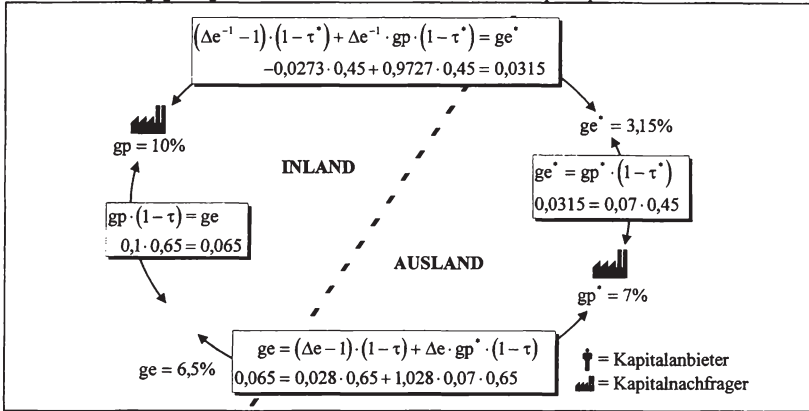 (Δe⁻¹ − 1)·(1 − τ*) + Δe⁻¹ · gp · (1 − τ*) = ge*
−0,0273 · 0,45 + 0,9727 · 0,45 = 0,0315
gp = 10%
ge* = 3,15%
INLAND
ge* = gp* · (1 − τ*)
0,0315 = 0,07 · 0,45
gp · (1 − τ) = ge
0,1 · 0,65 = 0,065
AUSLAND
gp* = 7%
ge = 6,5%
ge = (Δe − 1)·(1 − τ) + Δe · gp* · (1 − τ)
0,065 = 0,028 · 0,65 + 1,028 · 0,07 · 0,65
= Kapitalanbieter
= Kapitalnachfrager